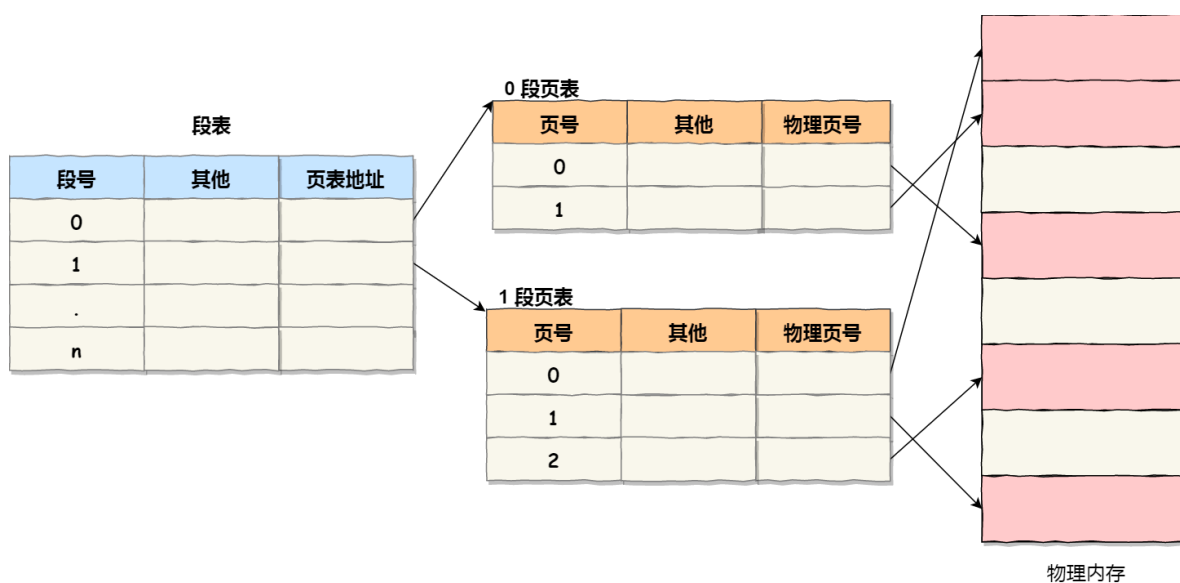 段表
段号 其他 页表地址
0
1
.
n
0 段页表
页号 其他 物理页号
0
1
1 段页表
页号 其他 物理页号
0
1
2
物理内存